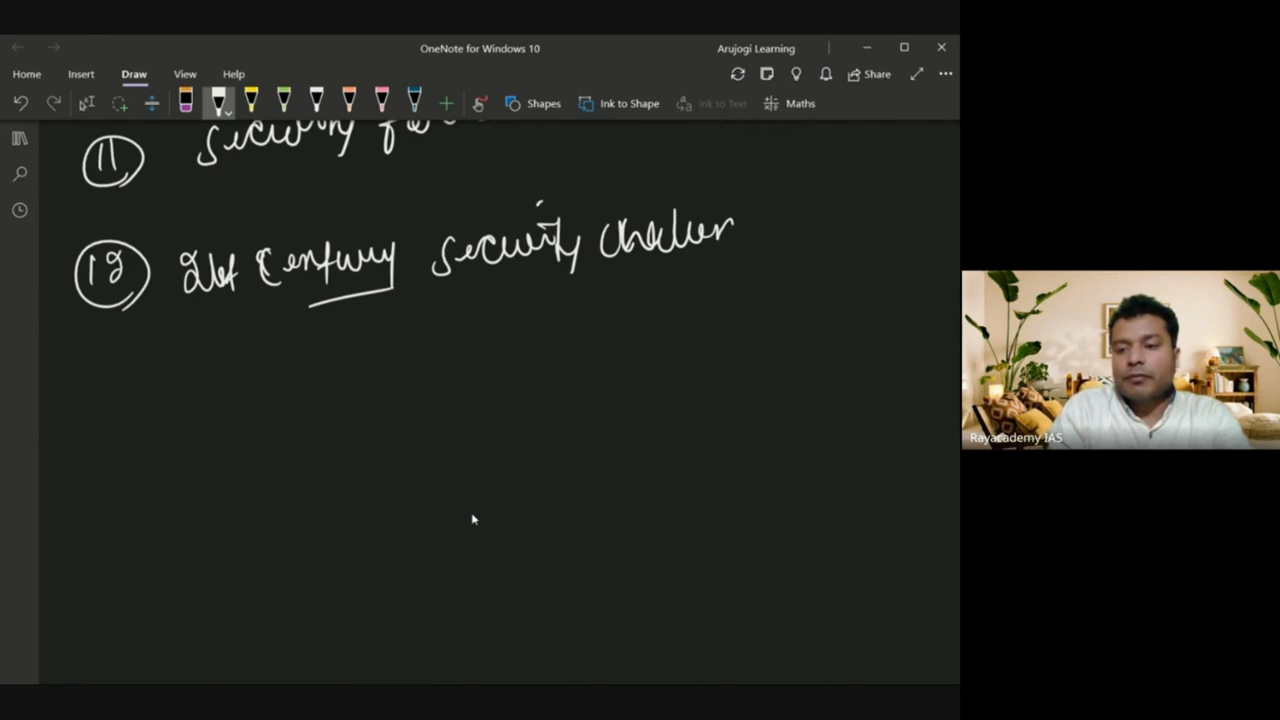 OneNote for Windows 10
Arujogi Learning
Home Insert Draw View Help
Share
Shapes Ink to Shape Ink to Text Maths
11 Security
12 21st Century Security
Rayacademy IAS